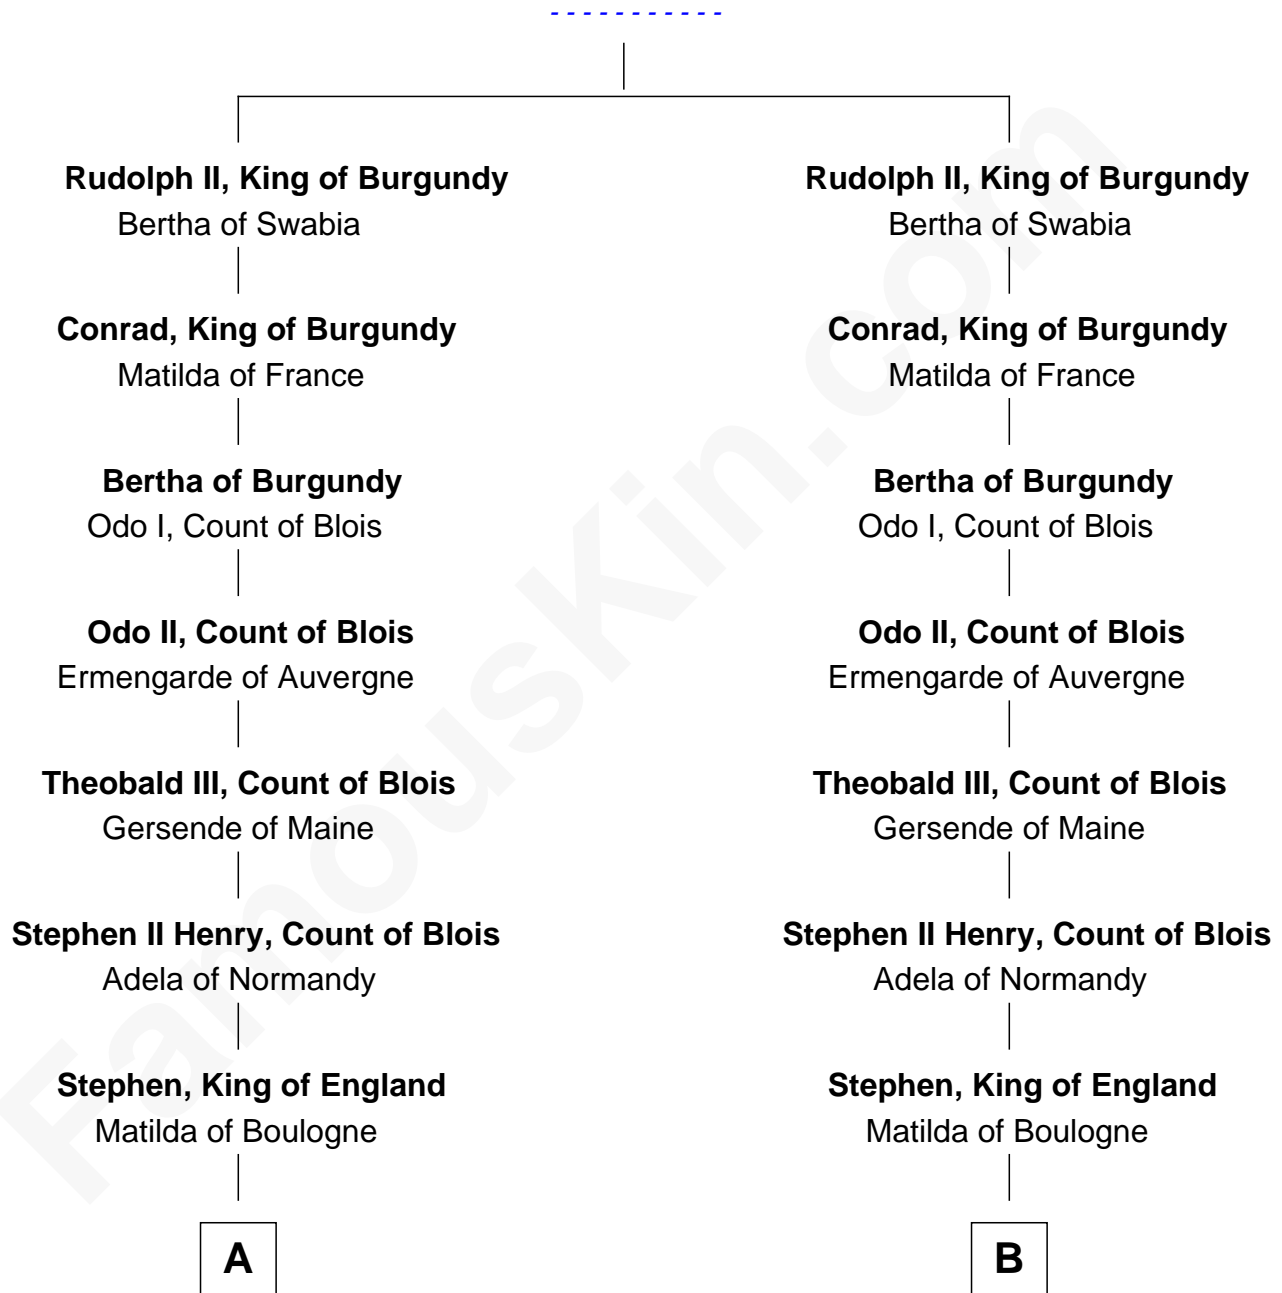 - - - - - - - - - - -
Rudolph II, King of Burgundy
Bertha of Swabia
Conrad, King of Burgundy
Matilda of France
Bertha of Burgundy
Odo I, Count of Blois
Odo II, Count of Blois
Ermengarde of Auvergne
Theobald III, Count of Blois
Gersende of Maine
Stephen II Henry, Count of Blois
Adela of Normandy
Stephen, King of England
Matilda of Boulogne
A
Rudolph II, King of Burgundy
Bertha of Swabia
Conrad, King of Burgundy
Matilda of France
Bertha of Burgundy
Odo I, Count of Blois
Odo II, Count of Blois
Ermengarde of Auvergne
Theobald III, Count of Blois
Gersende of Maine
Stephen II Henry, Count of Blois
Adela of Normandy
Stephen, King of England
Matilda of Boulogne
B
FamousKin.com